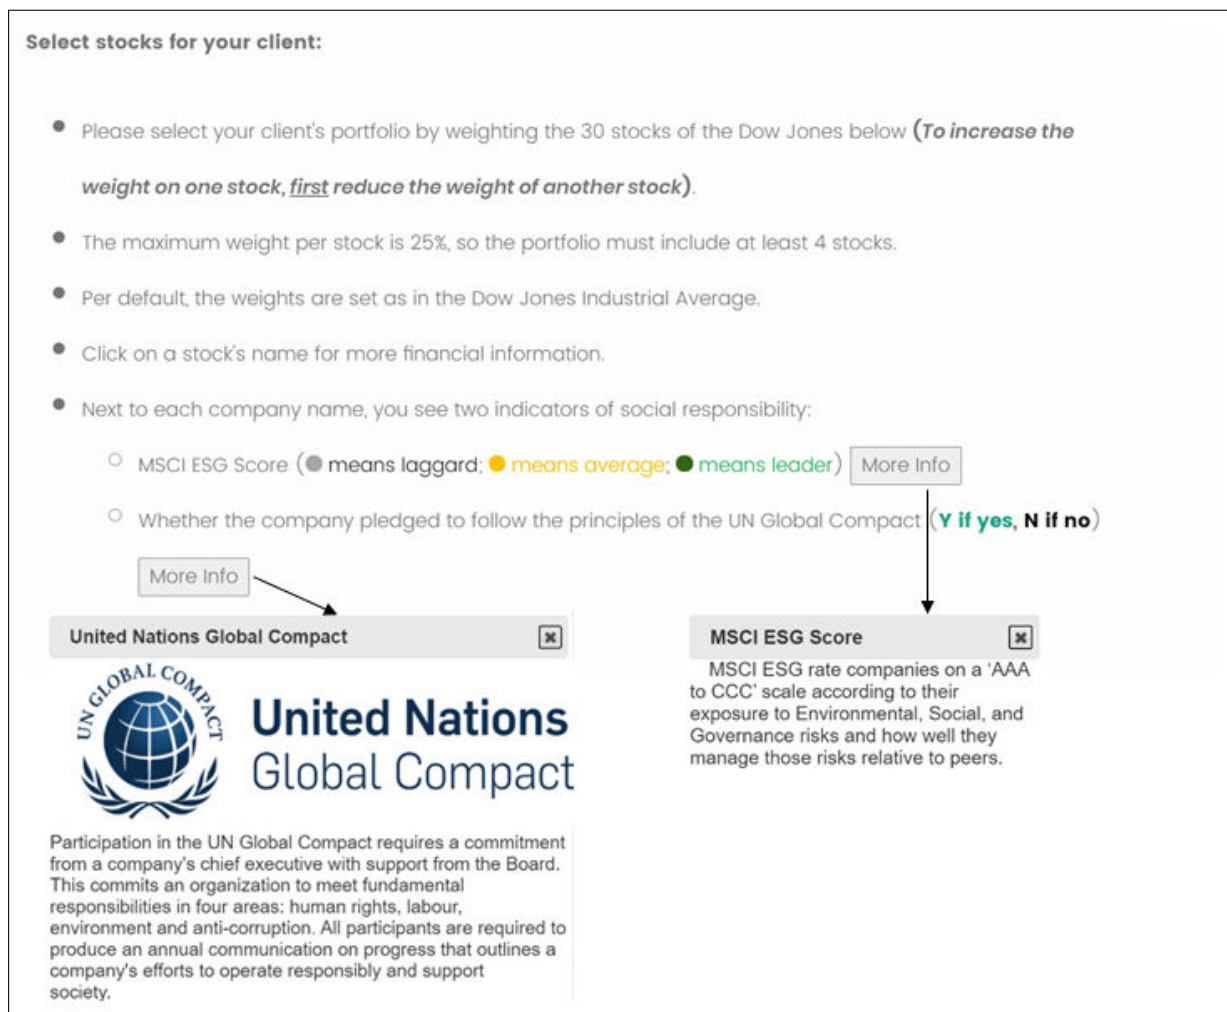 Select stocks for your client:
Please select your client's portfolio by weighting the 30 stocks of the Dow Jones below (To increase the
weight on one stock, first reduce the weight of another stock).
The maximum weight per stock is 25%, so the portfolio must include at least 4 stocks.
Per default, the weights are set as in the Dow Jones Industrial Average.
Click on a stock's name for more financial information.
Next to each company name, you see two indicators of social responsibility:
MSCI ESG Score (● means laggard; ● means average; ● means leader) More Info
Whether the company pledged to follow the principles of the UN Global Compact (Y if yes, N if no)
More Info
United Nations Global Compact
UN GLOBAL COMPACT
United Nations
Global Compact
Participation in the UN Global Compact requires a commitment
from a company's chief executive with support from the Board.
This commits an organization to meet fundamental
responsibilities in four areas: human rights, labour,
environment and anti-corruption. All participants are required to
produce an annual communication on progress that outlines a
company's efforts to operate responsibly and support
society.
MSCI ESG Score
MSCI ESG rate companies on a 'AAA
to CCC' scale according to their
exposure to Environmental, Social, and
Governance risks and how well they
manage those risks relative to peers.